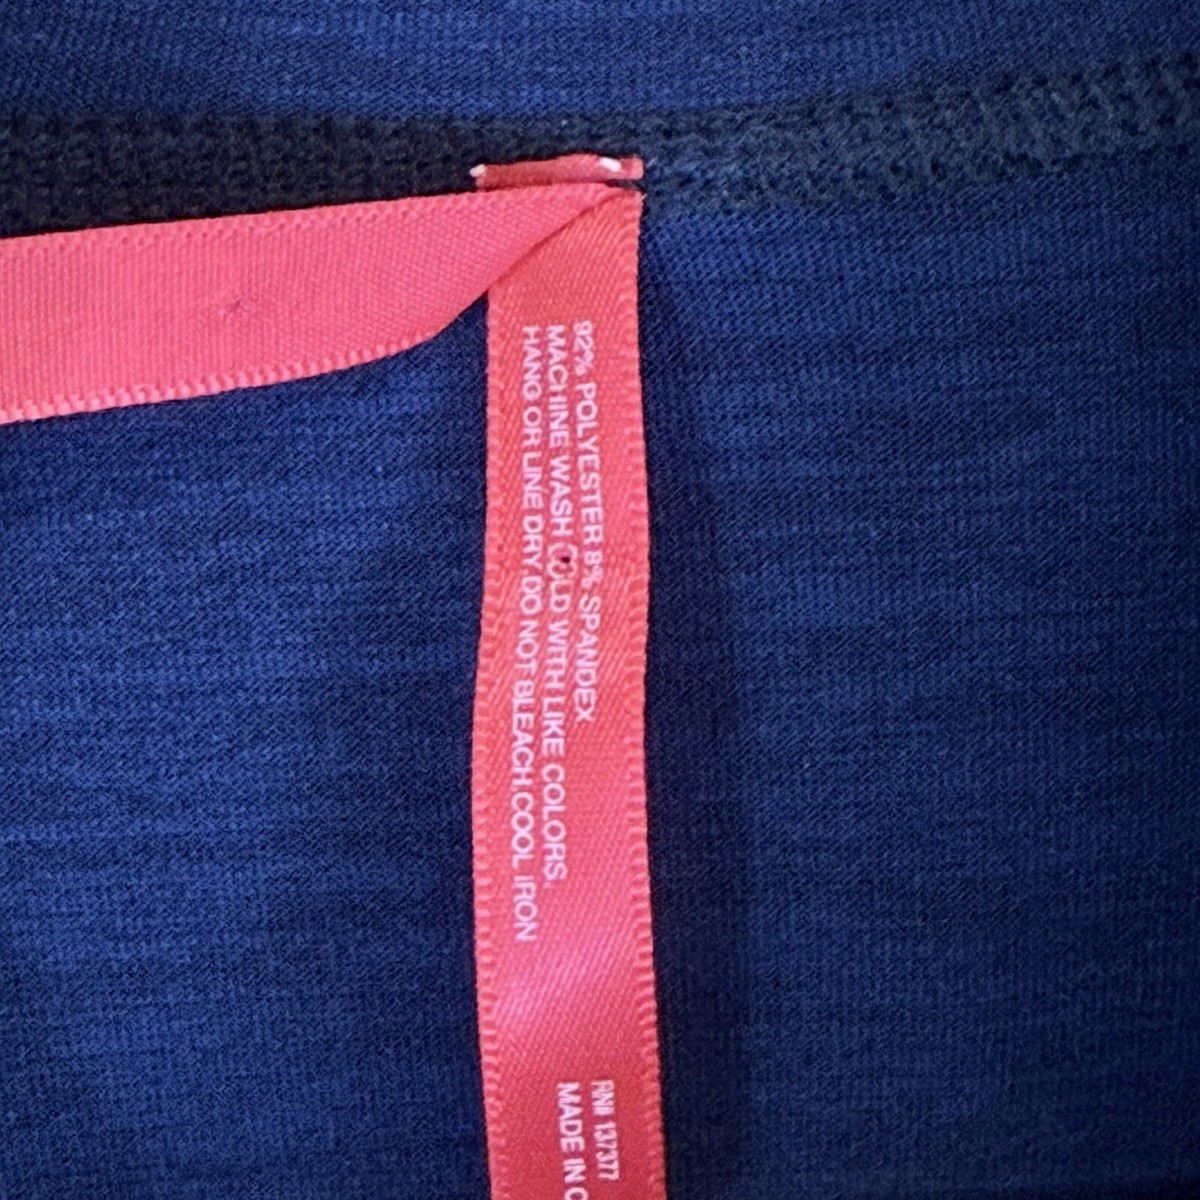 92% POLYESTER 8% SPANDEX
MACHINE WASH COLD WITH LIKE COLORS.
HANG OR LINE DRY.DO NOT BLEACH.COOL IRON
RN# 137377
MADE IN C